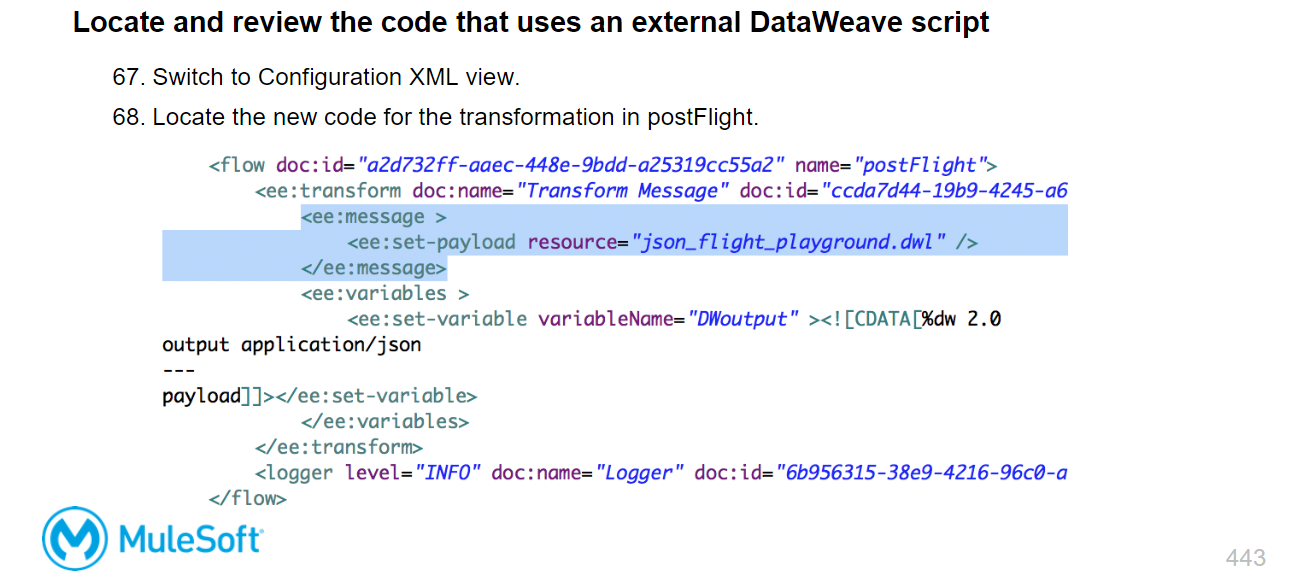 Locate and review the code that uses an external DataWeave script
67. Switch to Configuration XML view.
68. Locate the new code for the transformation in postFlight.
<flow doc:id="a2d732ff-aaec-448e-9bdd-a25319cc55a2" name="postFlight">
<ee:transform doc:name="Transform Message" doc:id="ccda7d44-19b9-4245-a6
<ee:message >
<ee:set-payload resource="json_flight_playground.dwl" />
</ee:message>
<ee:variables >
<ee:set-variable variableName="DWoutput" ><![CDATA[%dw 2.0
output application/json
---
payload]]></ee:set-variable>
</ee:variables>
</ee:transform>
<logger level="INFO" doc:name="Logger" doc:id="6b956315-38e9-4216-96c0-a
</flow>
MuleSoft
443